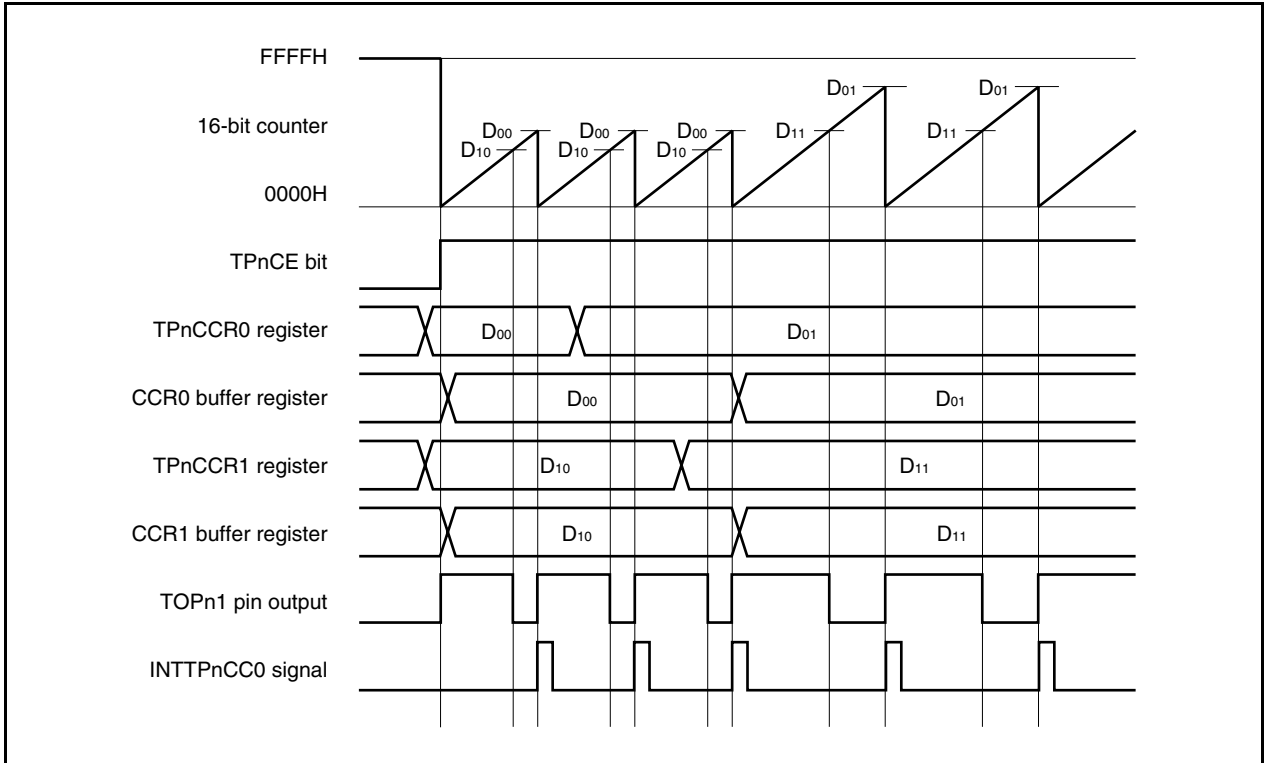 FFFFH
D01 D01
16-bit counter D00 D00 D00 D11 D11
D10 D10 D10
0000H
TPnCE bit
TPnCCR0 register D00 D01
CCR0 buffer register D00 D01
TPnCCR1 register D10 D11
CCR1 buffer register D10 D11
TOPn1 pin output
INTTPnCC0 signal